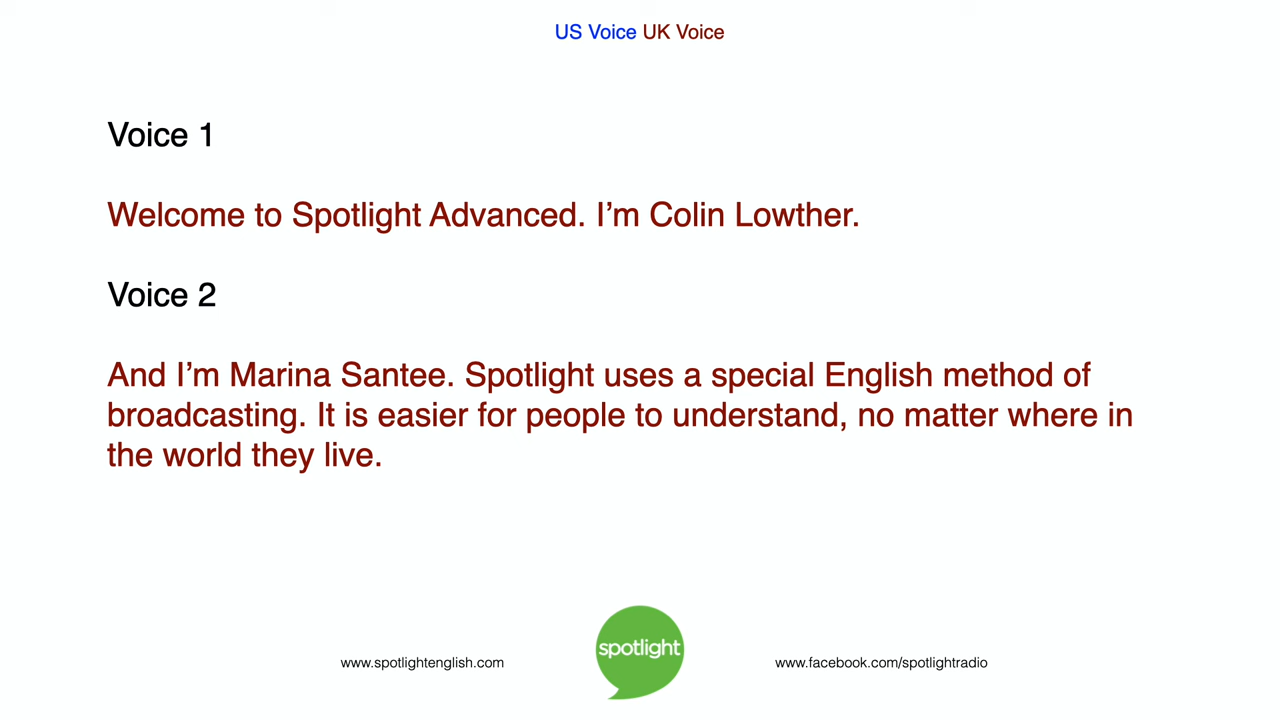 US Voice UK Voice
Voice 1
Welcome to Spotlight Advanced. I’m Colin Lowther.
Voice 2
And I’m Marina Santee. Spotlight uses a special English method of
broadcasting. It is easier for people to understand, no matter where in
the world they live.
www.spotlightenglish.com
spotlight
www.facebook.com/spotlightradio